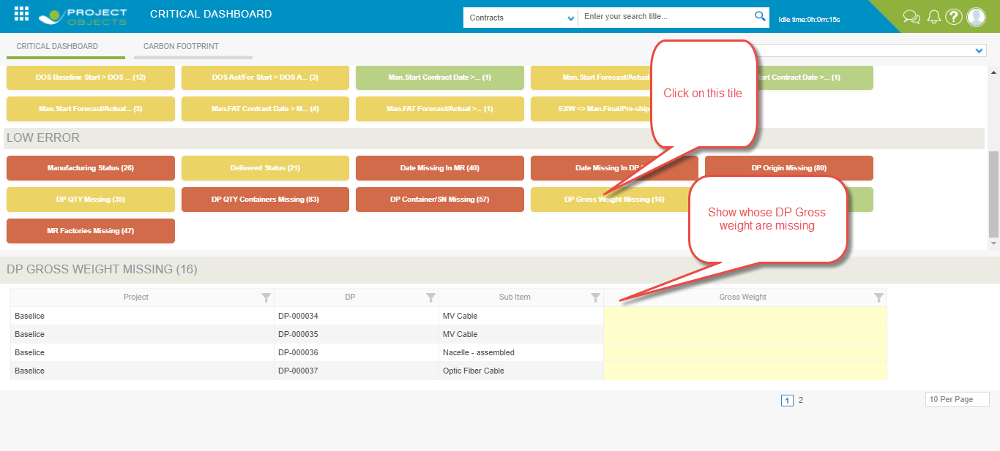 PROJECT
OBJECTS
CRITICAL DASHBOARD
Contracts
Enter your search title...
Idle time:0h:0m:15s
?
CRITICAL DASHBOARD
CARBON FOOTPRINT
DOS Baseline Start > DOS ... (12)
DOS Act/For Start > DOS A... (3)
Man.Start Contract Date >... (1)
Man.Start Forecast/Actual
tart Contract Date >... (1)
Man.Start Forecast/Actual... (3)
Man.FAT Contract Date > M... (4)
Man.FAT Forecast/Actual >... (1)
EXW <> Man.Final/Pre-ship
Click on this tile
LOW ERROR
Manufacturing Status (26)
Delivered Status (21)
Date Missing In MR (40)
Date Missing In DP
DP Origin Missing (80)
DP QTY Missing (35)
DP QTY Containers Missing (83)
DP Container/SN Missing (57)
DP Gross Weight Missing (16)
MR Factories Missing (47)
Show whose DP Gross
weight are missing
DP GROSS WEIGHT MISSING (16)
Project
DP
Sub Item
Gross Weight
Baselice
DP-000034
MV Cable
Baselice
DP-000035
MV Cable
Baselice
DP-000036
Nacelle - assembled
Baselice
DP-000037
Optic Fiber Cable
1
2
10 Per Page